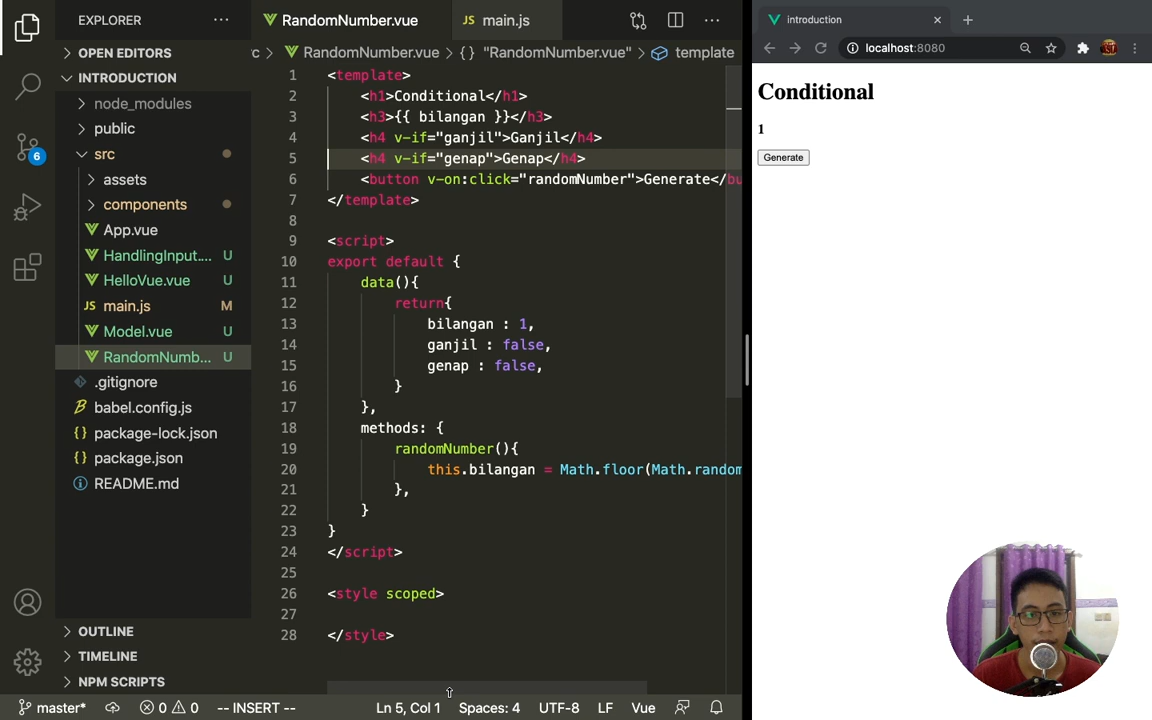 EXPLORER
OPEN EDITORS
INTRODUCTION
node_modules
public
src
assets
components
App.vue
HandlingInput.... U
HelloVue.vue U
JS main.js M
Model.vue U
RandomNumb... U
.gitignore
babel.config.js
{} package-lock.json
{} package.json
README.md
OUTLINE
TIMELINE
NPM SCRIPTS
6
RandomNumber.vue
JS main.js
rc > RandomNumber.vue > {} "RandomNumber.vue" > template
1 <template>
2 <h1>Conditional</h1>
3 <h3>{{ bilangan }}</h3>
4 <h4 v-if="ganjil">Ganjil</h4>
5 <h4 v-if="genap">Genap</h4>
6 <button v-on:click="randomNumber">Generate</bu
7 </template>
8
9 <script>
10 export default {
11 data(){
12 return{
13 bilangan : 1,
14 ganjil : false,
15 genap : false,
16 }
17 },
18 methods: {
19 randomNumber(){
20 this.bilangan = Math.floor(Math.random
21 },
22 }
23 }
24 </script>
25
26 <style scoped>
27
28 </style>
master* 0 0 -- INSERT -- Ln 5, Col 1 Spaces: 4 UTF-8 LF Vue
introduction
localhost:8080
Conditional
1
Generate